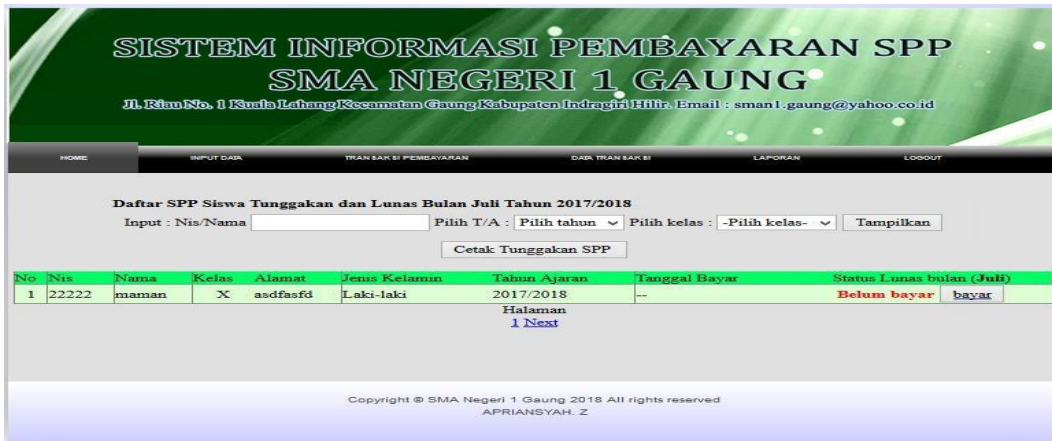 SISTEM INFORMASI PEMBAYARAN SPP
SMA NEGERI 1 GAUNG
Jl. Riau No. 1 Kuala Lahang Kecamatan Gaung Kabupaten Indragiri Hilir. Email : sman1.gaung@yahoo.co.id
HOME INPUT DATA TRANSAKSI PEMBAYARAN DATA TRANSAKSI LAPORAN LOGOUT
Daftar SPP Siswa Tunggakan dan Lunas Bulan Juli Tahun 2017/2018
Input : Nis/Nama Pilih T/A : Pilih tahun Pilih kelas : -Pilih kelas- Tampilkan
Cetak Tunggakan SPP
No Nis Nama Kelas Alamat Jenis Kelamin Tahun Ajaran Tanggal Bayar Status Lunas bulan (Juli)
1 22222 maman X asdfasfd Laki-laki 2017/2018 -- Belum bayar bayar
Halaman
1 Next
Copyright © SMA Negeri 1 Gaung 2018 All rights reserved
APRIANSYAH. Z